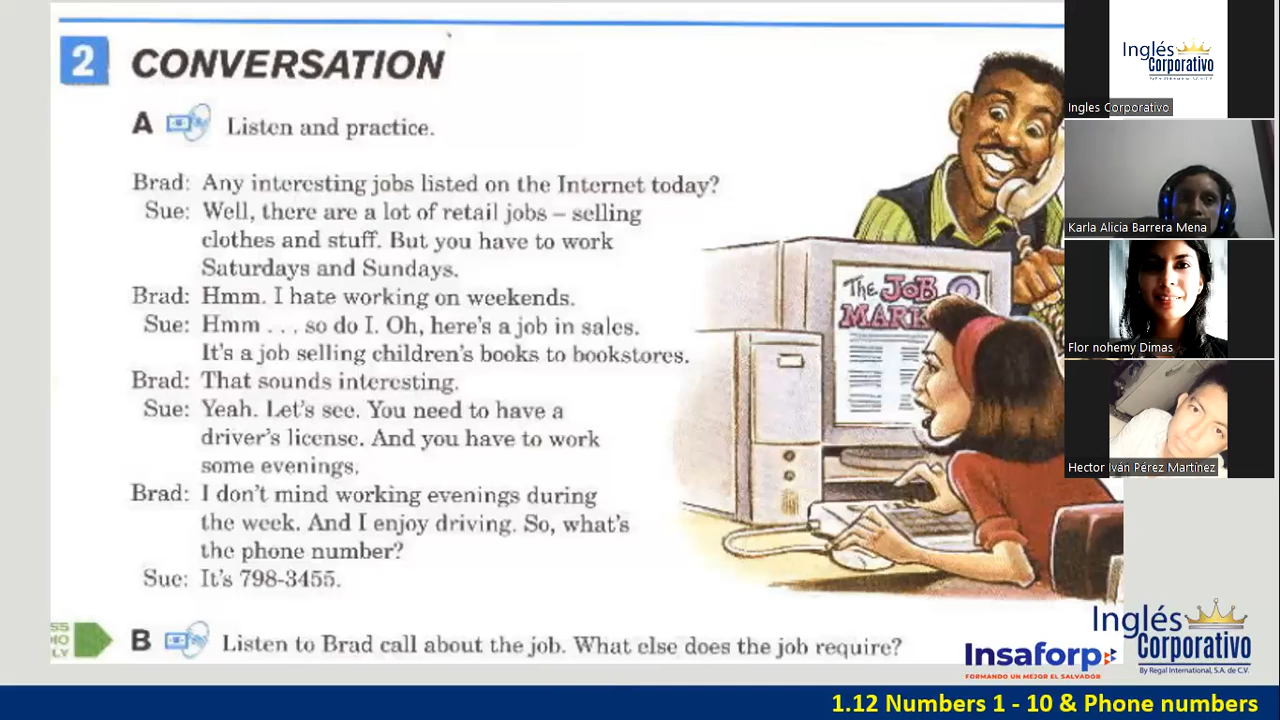 2 CONVERSATION
A Listen and practice.
Brad: Any interesting jobs listed on the Internet today?
Sue: Well, there are a lot of retail jobs – selling
clothes and stuff. But you have to work
Saturdays and Sundays.
Brad: Hmm. I hate working on weekends.
Sue: Hmm . . . so do I. Oh, here's a job in sales.
It's a job selling children's books to bookstores.
Brad: That sounds interesting.
Sue: Yeah. Let's see. You need to have a
driver's license. And you have to work
some evenings.
Brad: I don't mind working evenings during
the week. And I enjoy driving. So, what's
the phone number?
Sue: It's 798-3455.
B Listen to Brad call about the job. What else does the job require?
The JOB
MARK
Inglés
Corporativo
Ingles Corporativo
Karla Alicia Barrera Mena
Flor nohemy Dimas
Hector Iván Pérez Martínez
Insaforp
FORMANDO UN MEJOR EL SALVADOR
Inglés
Corporativo
By Regal International, S.A. de C.V.
1.12 Numbers 1 - 10 & Phone numbers